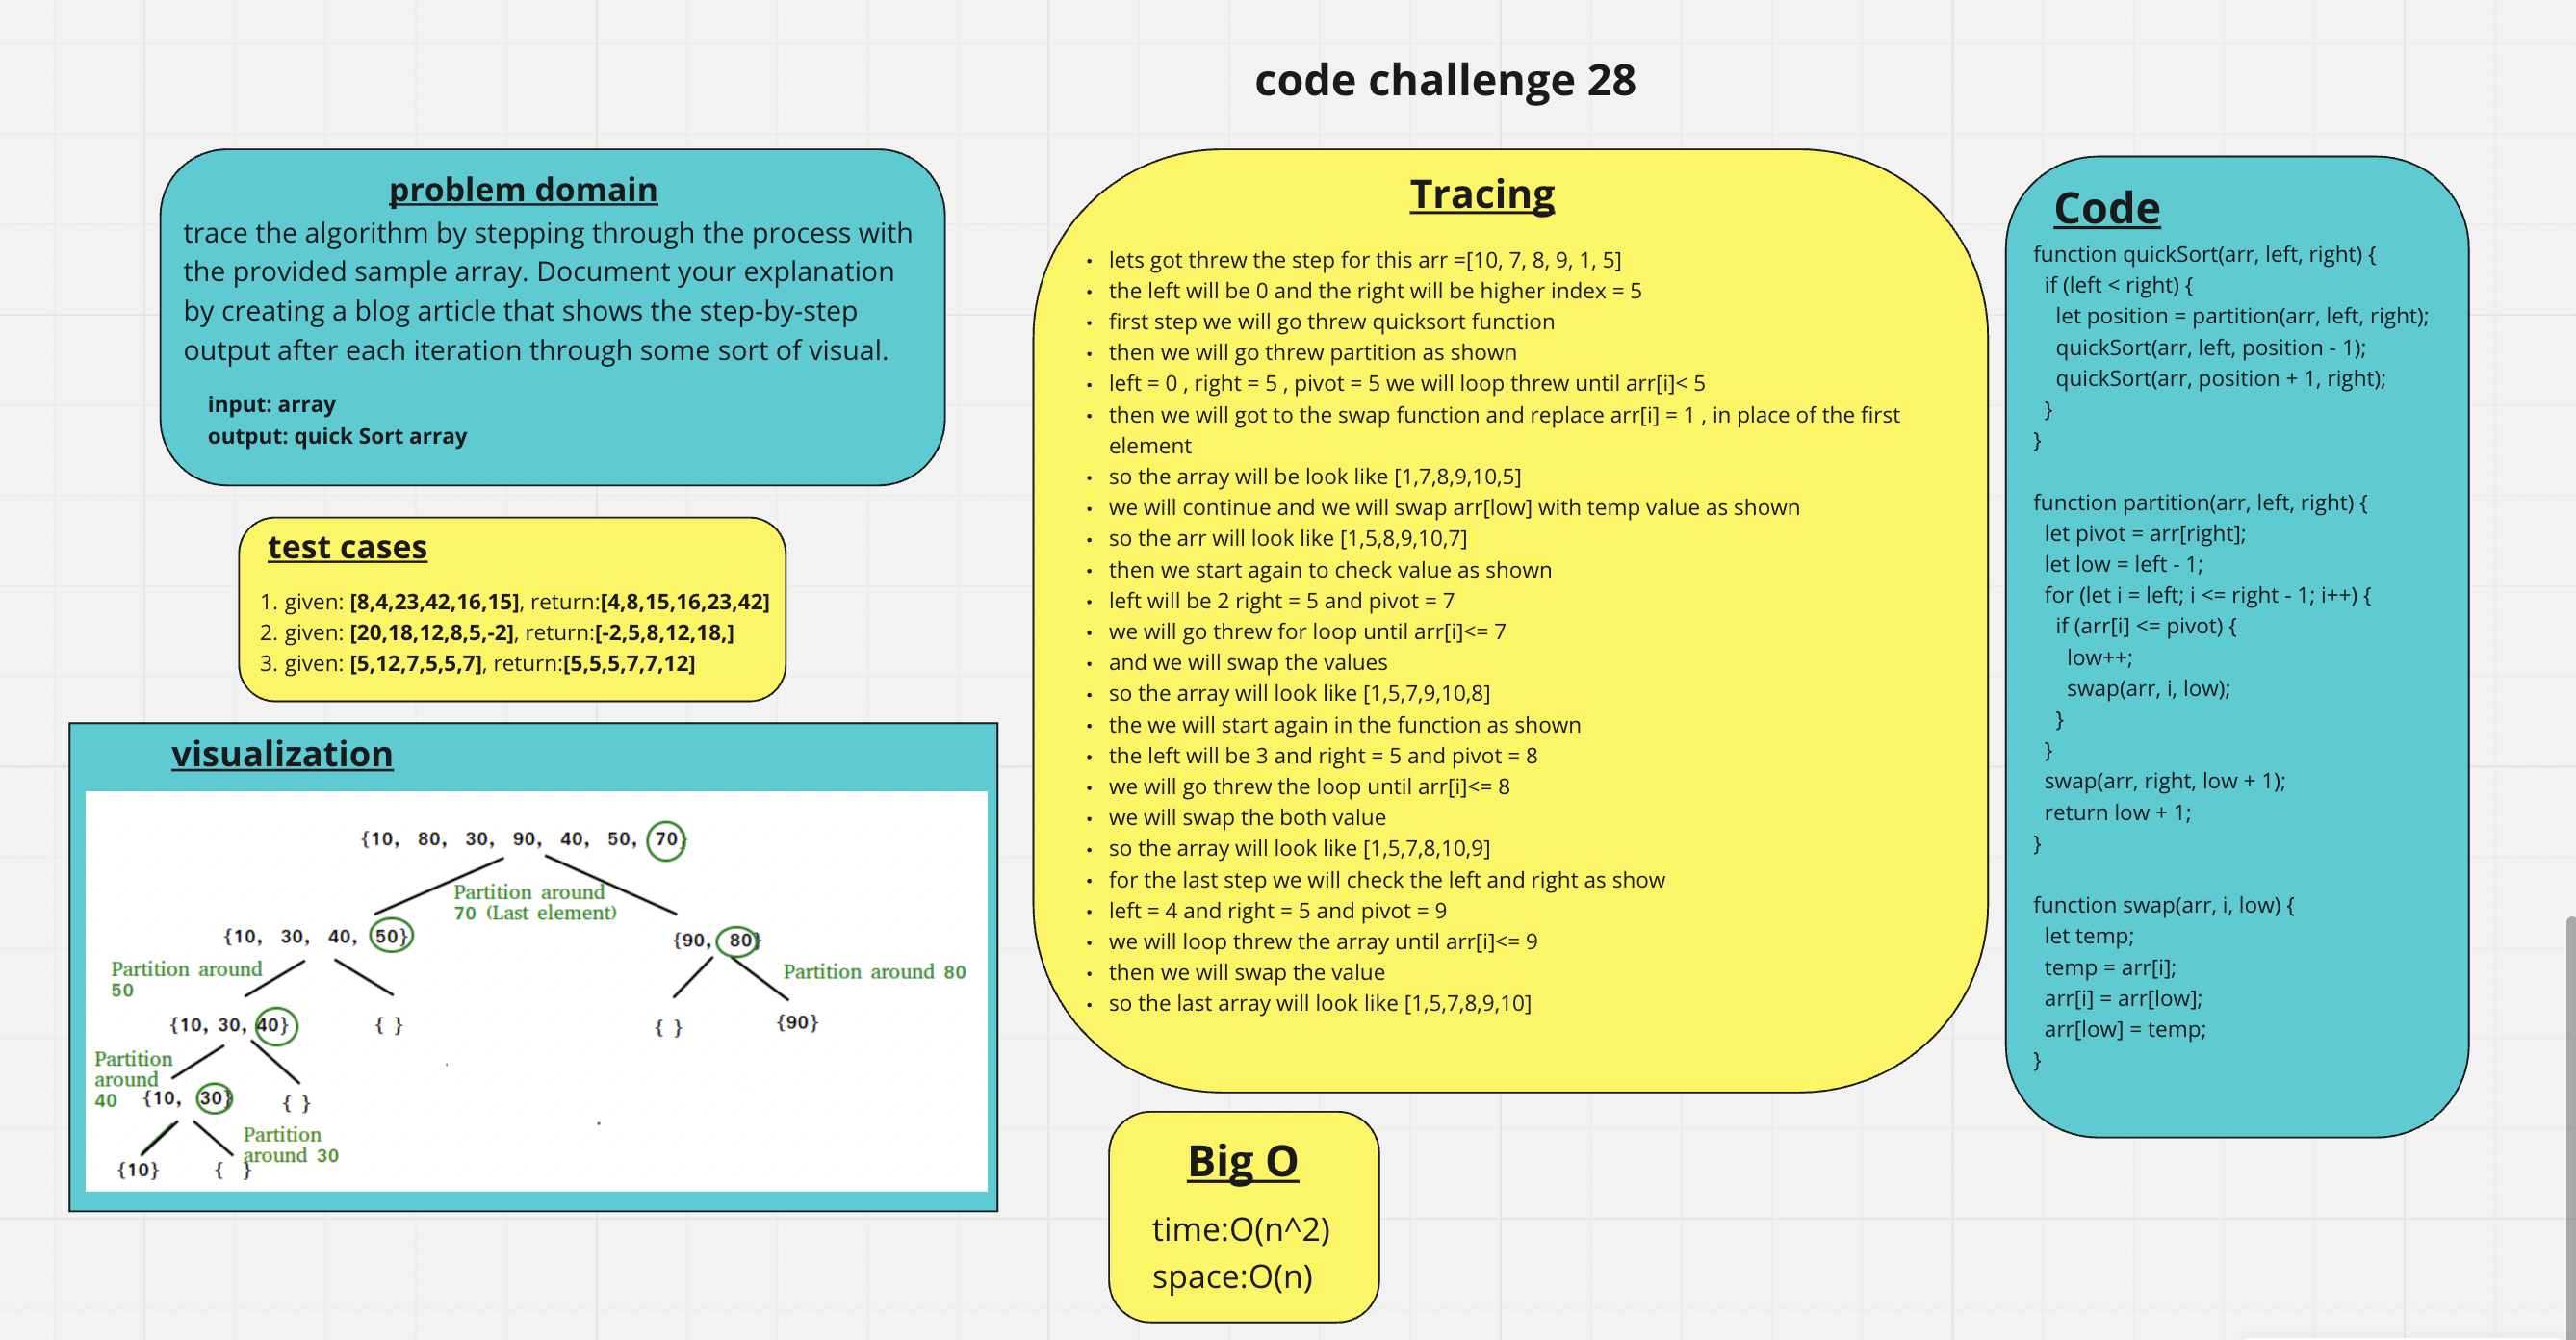 code challenge 28
problem domain
trace the algorithm by stepping through the process with
the provided sample array. Document your explanation
by creating a blog article that shows the step-by-step
output after each iteration through some sort of visual.
input: array
output: quick Sort array
test cases
1. given: [8,4,23,42,16,15], return:[4,8,15,16,23,42]
2. given: [20,18,12,8,5,-2], return:[-2,5,8,12,18,]
3. given: [5,12,7,5,5,7], return:[5,5,5,7,7,12]
visualization
{10, 80, 30, 90, 40, 50, 70}
Partition around
70 (Last element)
{10, 30, 40, 50}
{90, 80}
Partition around
50
Partition around 80
{10, 30, 40}
{ }
{ }
{90}
Partition
around
40
{10, 30}
{ }
Partition
around 30
{10}
{ }
Tracing
• lets got threw the step for this arr =[10, 7, 8, 9, 1, 5]
• the left will be 0 and the right will be higher index = 5
• first step we will go threw quicksort function
• then we will go threw partition as shown
• left = 0 , right = 5 , pivot = 5 we will loop threw until arr[i]< 5
• then we will got to the swap function and replace arr[i] = 1 , in place of the first
element
• so the array will be look like [1,7,8,9,10,5]
• we will continue and we will swap arr[low] with temp value as shown
• so the arr will look like [1,5,8,9,10,7]
• then we start again to check value as shown
• left will be 2 right = 5 and pivot = 7
• we will go threw for loop until arr[i]<= 7
• and we will swap the values
• so the array will look like [1,5,7,9,10,8]
• the we will start again in the function as shown
• the left will be 3 and right = 5 and pivot = 8
• we will go threw the loop until arr[i]<= 8
• we will swap the both value
• so the array will look like [1,5,7,8,10,9]
• for the last step we will check the left and right as show
• left = 4 and right = 5 and pivot = 9
• we will loop threw the array until arr[i]<= 9
• then we will swap the value
• so the last array will look like [1,5,7,8,9,10]
Big O
time:O(n^2)
space:O(n)
Code
function quickSort(arr, left, right) {
if (left < right) {
let position = partition(arr, left, right);
quickSort(arr, left, position - 1);
quickSort(arr, position + 1, right);
}
}
function partition(arr, left, right) {
let pivot = arr[right];
let low = left - 1;
for (let i = left; i <= right - 1; i++) {
if (arr[i] <= pivot) {
low++;
swap(arr, i, low);
}
}
swap(arr, right, low + 1);
return low + 1;
}
function swap(arr, i, low) {
let temp;
temp = arr[i];
arr[i] = arr[low];
arr[low] = temp;
}